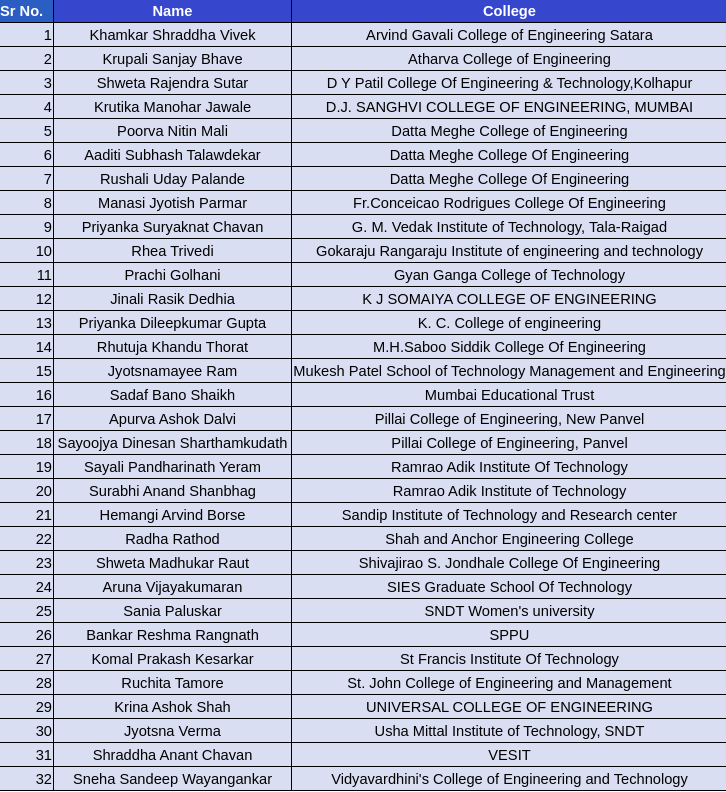 Sr No. Name College
1 Khamkar Shraddha Vivek Arvind Gavali College of Engineering Satara
2 Krupali Sanjay Bhave Atharva College of Engineering
3 Shweta Rajendra Sutar D Y Patil College Of Engineering & Technology,Kolhapur
4 Krutika Manohar Jawale D.J. SANGHVI COLLEGE OF ENGINEERING, MUMBAI
5 Poorva Nitin Mali Datta Meghe College of Engineering
6 Aaditi Subhash Talawdekar Datta Meghe College Of Engineering
7 Rushali Uday Palande Datta Meghe College Of Engineering
8 Manasi Jyotish Parmar Fr.Conceicao Rodrigues College Of Engineering
9 Priyanka Suryaknat Chavan G. M. Vedak Institute of Technology, Tala-Raigad
10 Rhea Trivedi Gokaraju Rangaraju Institute of engineering and technology
11 Prachi Golhani Gyan Ganga College of Technology
12 Jinali Rasik Dedhia K J SOMAIYA COLLEGE OF ENGINEERING
13 Priyanka Dileepkumar Gupta K. C. College of engineering
14 Rhutuja Khandu Thorat M.H.Saboo Siddik College Of Engineering
15 Jyotsnamayee Ram Mukesh Patel School of Technology Management and Engineering
16 Sadaf Bano Shaikh Mumbai Educational Trust
17 Apurva Ashok Dalvi Pillai College of Engineering, New Panvel
18 Sayoojya Dinesan Sharthamkudath Pillai College of Engineering, Panvel
19 Sayali Pandharinath Yeram Ramrao Adik Institute Of Technology
20 Surabhi Anand Shanbhag Ramrao Adik Institute of Technology
21 Hemangi Arvind Borse Sandip Institute of Technology and Research center
22 Radha Rathod Shah and Anchor Engineering College
23 Shweta Madhukar Raut Shivajirao S. Jondhale College Of Engineering
24 Aruna Vijayakumaran SIES Graduate School Of Technology
25 Sania Paluskar SNDT Women's university
26 Bankar Reshma Rangnath SPPU
27 Komal Prakash Kesarkar St Francis Institute Of Technology
28 Ruchita Tamore St. John College of Engineering and Management
29 Krina Ashok Shah UNIVERSAL COLLEGE OF ENGINEERING
30 Jyotsna Verma Usha Mittal Institute of Technology, SNDT
31 Shraddha Anant Chavan VESIT
32 Sneha Sandeep Wayangankar Vidyavardhini's College of Engineering and Technology